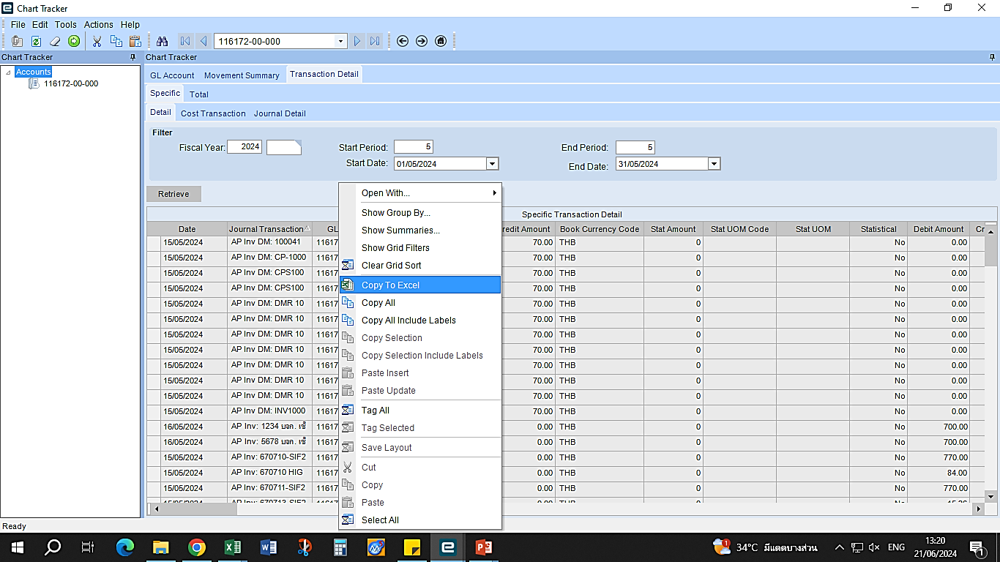 Chart Tracker
File Edit Tools Actions Help
116172-00-000
Chart Tracker
Chart Tracker
Accounts
116172-00-000
GL Account Movement Summary Transaction Detail
Specific Total
Detail Cost Transaction Journal Detail
Filter
Fiscal Year: 2024 Start Period: 5 End Period: 5
Start Date: 01/05/2024 End Date: 31/05/2024
Retrieve
Open With...
Show Group By...
Show Summaries...
Show Grid Filters
Clear Grid Sort
Copy To Excel
Copy All
Copy All Include Labels
Copy Selection
Copy Selection Include Labels
Paste Insert
Paste Update
Tag All
Tag Selected
Save Layout
Cut
Copy
Paste
Select All
Specific Transaction Detail
Date Journal Transaction GL redit Amount Book Currency Code Stat Amount Stat UOM Code Stat UOM Statistical Debit Amount Cr
15/05/2024 AP Inv DM: 100041 11617 70.00 THB 0 No 0.00
15/05/2024 AP Inv DM: CP-1000 11617 70.00 THB 0 No 0.00
15/05/2024 AP Inv DM: CPS100 11617 70.00 THB 0 No 0.00
15/05/2024 AP Inv DM: CPS100 11617 70.00 THB 0 No 0.00
15/05/2024 AP Inv DM: DMR 10 11617 70.00 THB 0 No 0.00
15/05/2024 AP Inv DM: DMR 10 11617 70.00 THB 0 No 0.00
15/05/2024 AP Inv DM: DMR 10 11617 70.00 THB 0 No 0.00
15/05/2024 AP Inv DM: DMR 10 11617 70.00 THB 0 No 0.00
15/05/2024 AP Inv DM: DMR 10 11617 70.00 THB 0 No 0.00
15/05/2024 AP Inv DM: DMR 10 11617 70.00 THB 0 No 0.00
15/05/2024 AP Inv DM: DMR 10 11617 70.00 THB 0 No 0.00
15/05/2024 AP Inv DM: INV1000 11617 70.00 THB 0 No 0.00
16/05/2024 AP Inv: 1234 บจก. เซ้ 11617 0.00 THB 0 No 700.00
16/05/2024 AP Inv: 5678 บจก. เซ้ 11617 0.00 THB 0 No 700.00
15/05/2024 AP Inv: 670710-SIF2 11617 0.00 THB 0 No 770.00
15/05/2024 AP Inv: 670710 HIG 11617 0.00 THB 0 No 84.00
15/05/2024 AP Inv: 670711-SIF2 11617 0.00 THB 0 No 770.00
Ready
34°C มีแดดบางส่วน ENG 13:20
21/06/2024
1